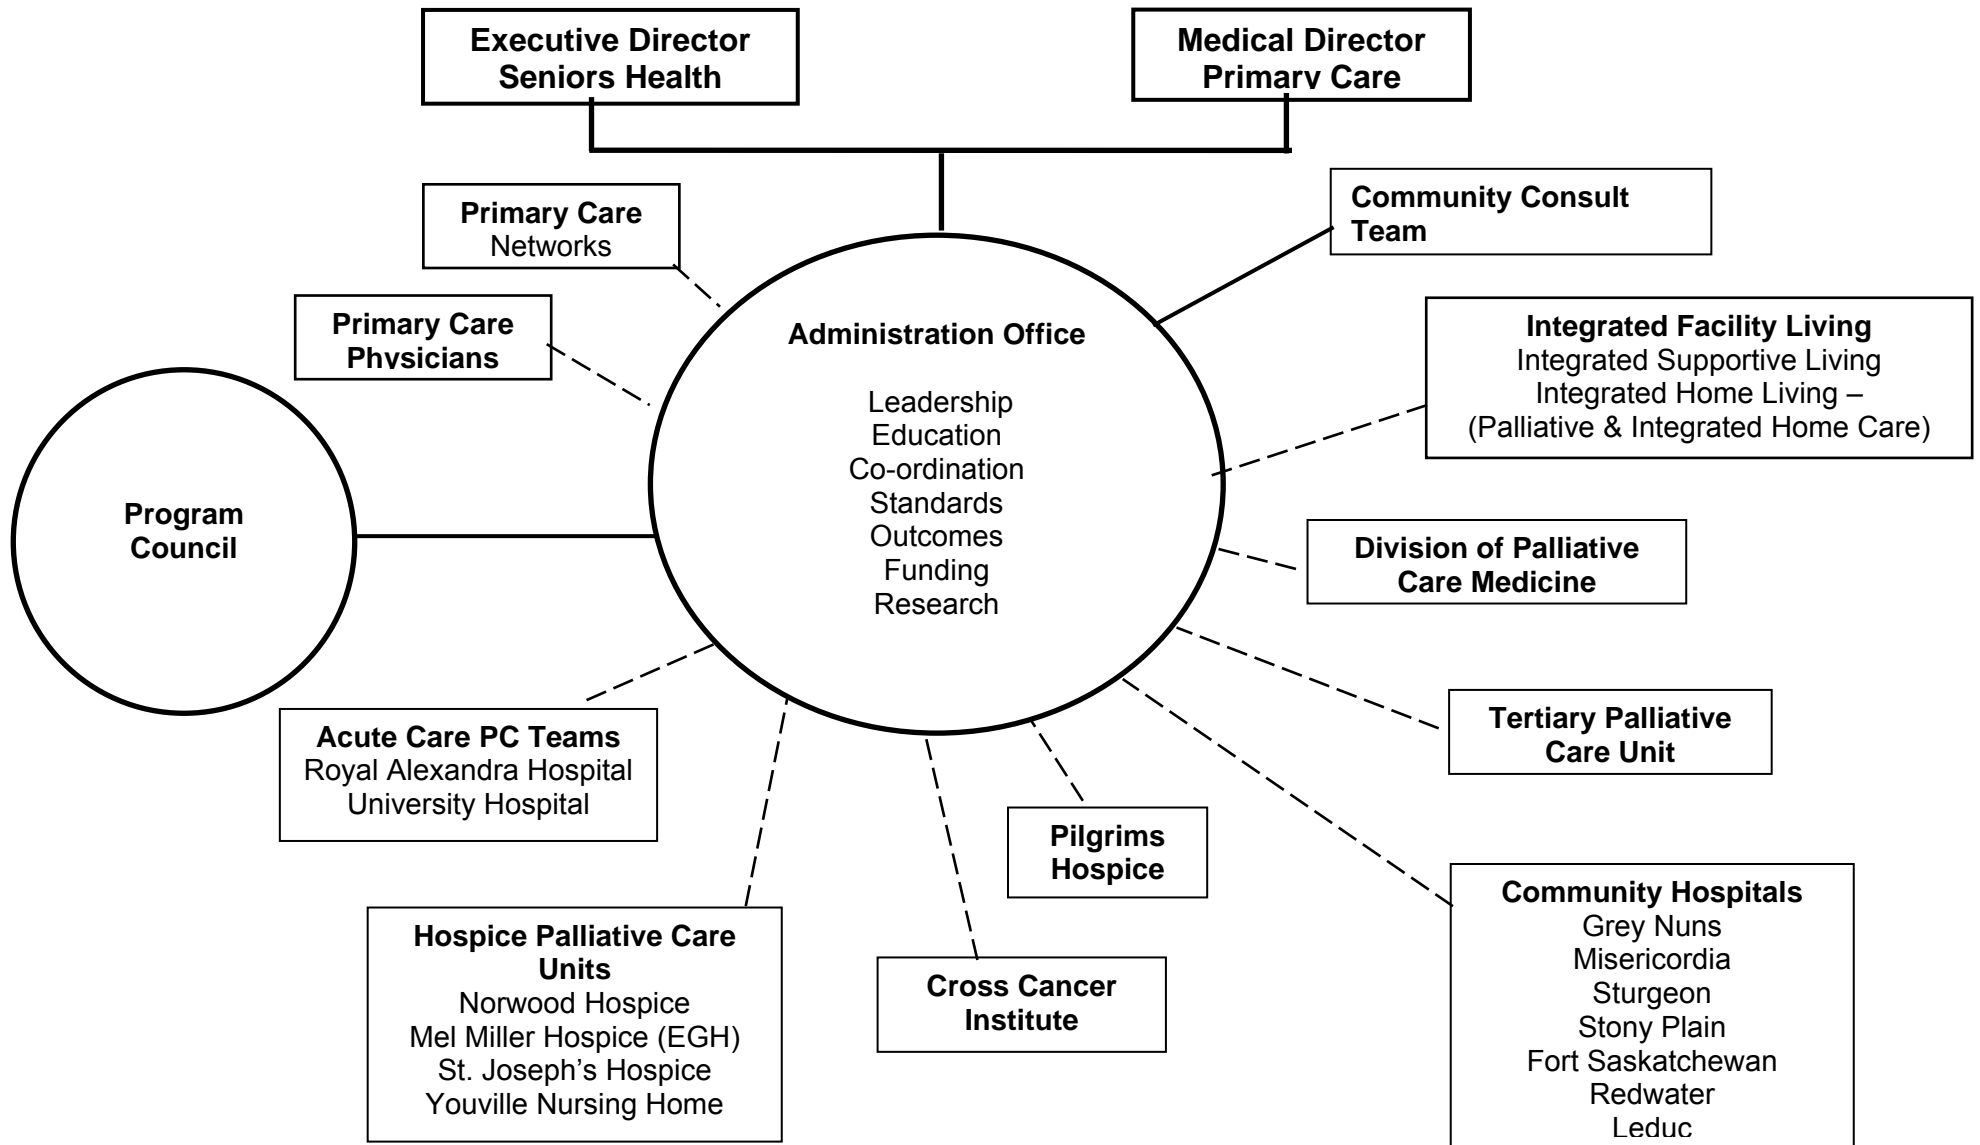 Executive Director
Seniors Health
Medical Director
Primary Care
Primary Care
Networks
Community Consult
Team
Primary Care
Physicians
Administration Office
Leadership
Education
Co-ordination
Standards
Outcomes
Funding
Research
Integrated Facility Living
Integrated Supportive Living
Integrated Home Living –
(Palliative & Integrated Home Care)
Program
Council
Division of Palliative
Care Medicine
Tertiary Palliative
Care Unit
Acute Care PC Teams
Royal Alexandra Hospital
University Hospital
Pilgrims
Hospice
Community Hospitals
Grey Nuns
Misericordia
Sturgeon
Stony Plain
Fort Saskatchewan
Redwater
Leduc
Hospice Palliative Care
Units
Norwood Hospice
Mel Miller Hospice (EGH)
St. Joseph’s Hospice
Youville Nursing Home
Cross Cancer
Institute